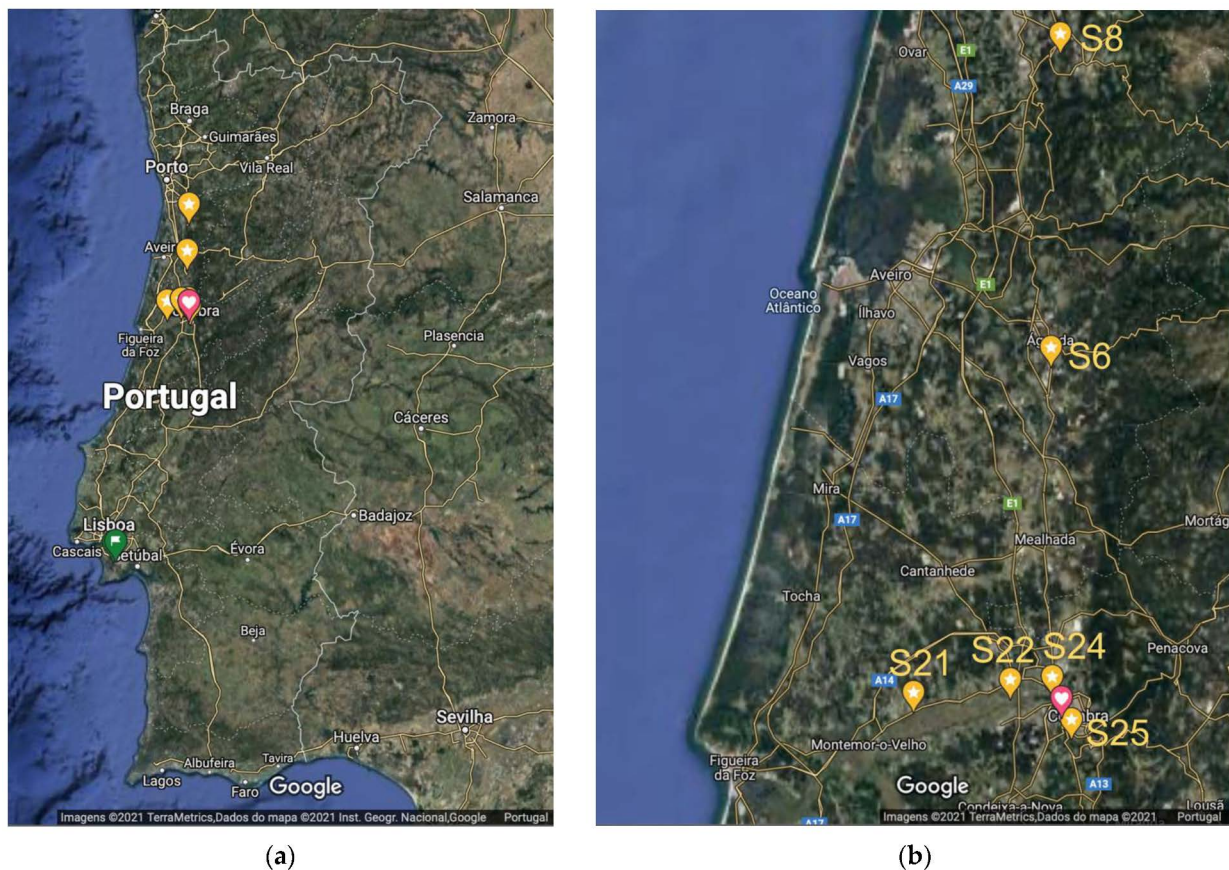 Braga
Guimarães
Zamora
Porto
Vila Real
Salamanca
Aveir
bra
Figueira
da Foz
Plasencia
Portugal
Cáceres
Lisboa
Badajoz
Cascais
etúbal
Évora
Beja
Sevilha
Huelva
Albufeira
Tavira
Lagos
Faro
Google
Imagens ©2021 TerraMetrics,Dados do mapa ©2021 Inst. Geogr. Nacional,Google Portugal
(a)
S8
Ovar
E1
A29
Aveiro
E1
Oceano
Atlântico
Ílhavo
S6
Vagos
A17
Mira
E1
A17
Mealhada
Mortág
Cantanhede
Tocha
Penacova
S24
S22
S21
A14
S25
Montemor-o-Velho
Figueira
da Foz
Google
A13
Condeixa-a-Nova
Lousã
A17
Imagens ©2021 TerraMetrics,Dados do mapa ©2021 Portugal
(b)